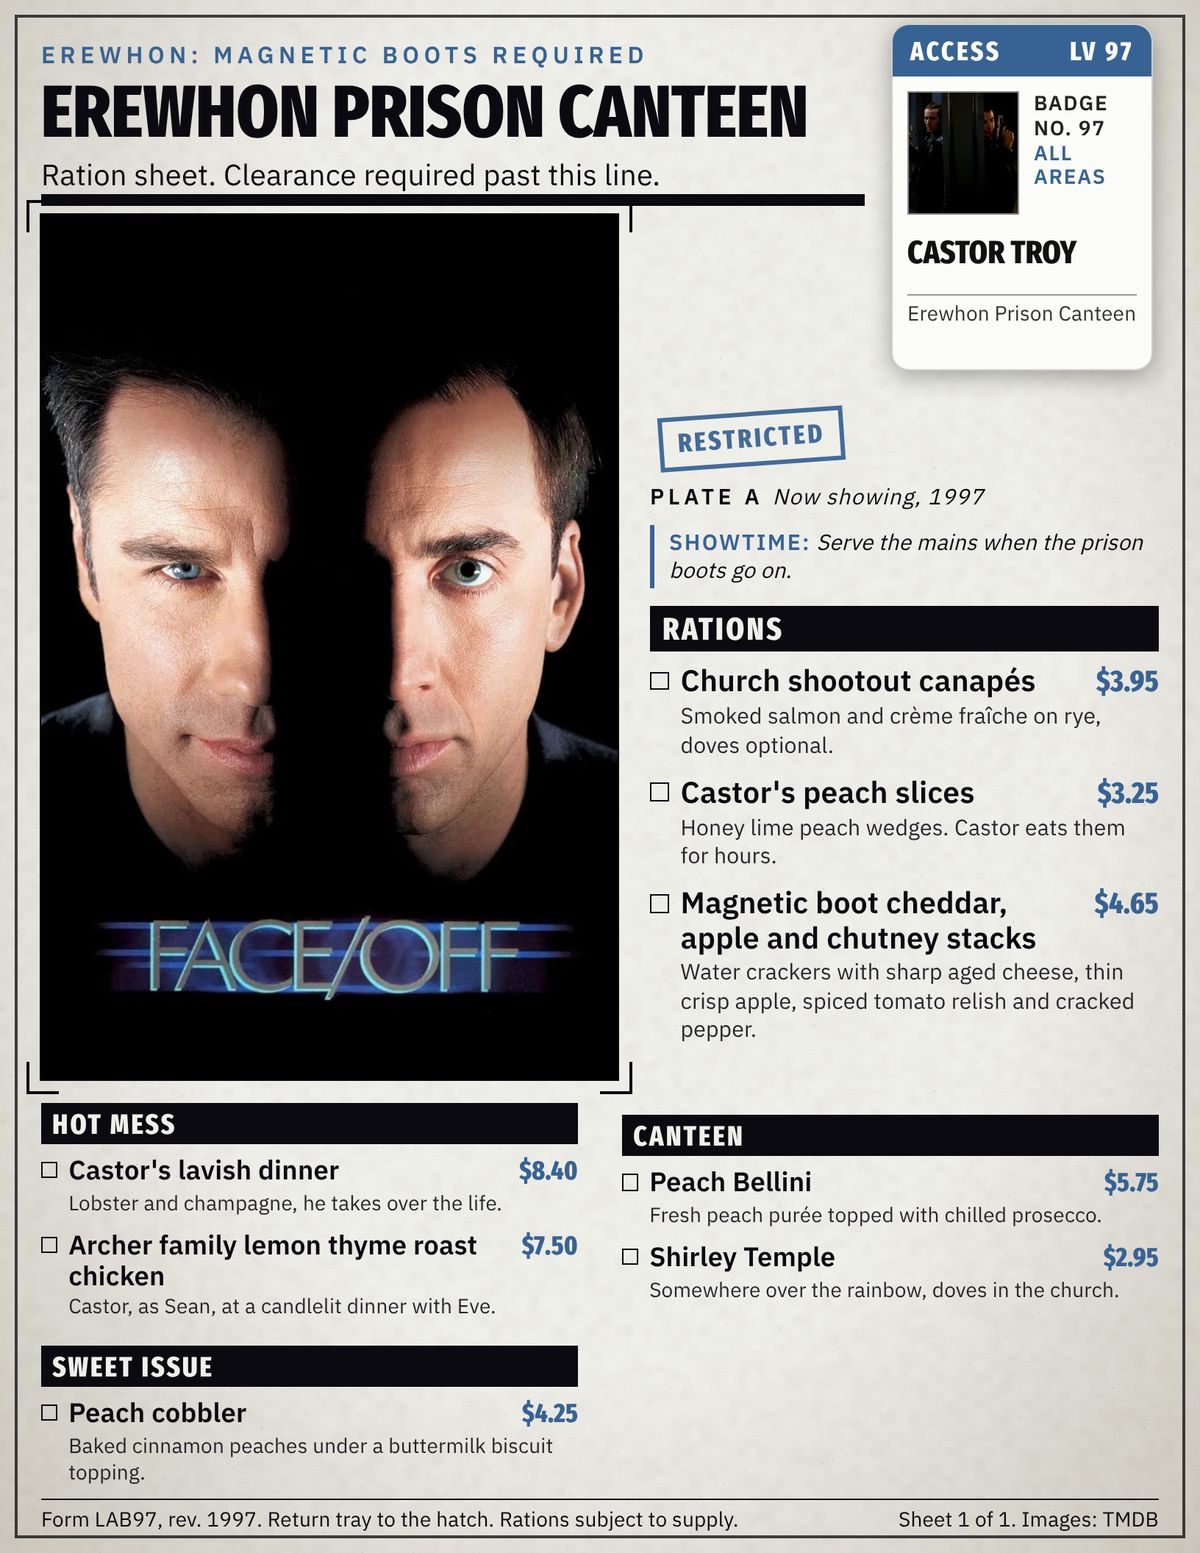 EREWHON: MAGNETIC BOOTS REQUIRED
EREWHON PRISON CANTEEN
Ration sheet. Clearance required past this line.
ACCESS LV 97
BADGE
NO. 97
ALL
AREAS
CASTOR TROY
Erewhon Prison Canteen
FACE/OFF
RESTRICTED
PLATE A Now showing, 1997
SHOWTIME: Serve the mains when the prison
boots go on.
RATIONS
Church shootout canapés $3.95
Smoked salmon and crème fraîche on rye,
doves optional.
Castor's peach slices $3.25
Honey lime peach wedges. Castor eats them
for hours.
Magnetic boot cheddar, $4.65
apple and chutney stacks
Water crackers with sharp aged cheese, thin
crisp apple, spiced tomato relish and cracked
pepper.
HOT MESS
Castor's lavish dinner $8.40
Lobster and champagne, he takes over the life.
Archer family lemon thyme roast $7.50
chicken
Castor, as Sean, at a candlelit dinner with Eve.
SWEET ISSUE
Peach cobbler $4.25
Baked cinnamon peaches under a buttermilk biscuit
topping.
CANTEEN
Peach Bellini $5.75
Fresh peach purée topped with chilled prosecco.
Shirley Temple $2.95
Somewhere over the rainbow, doves in the church.
Form LAB97, rev. 1997. Return tray to the hatch. Rations subject to supply.
Sheet 1 of 1. Images: TMDB